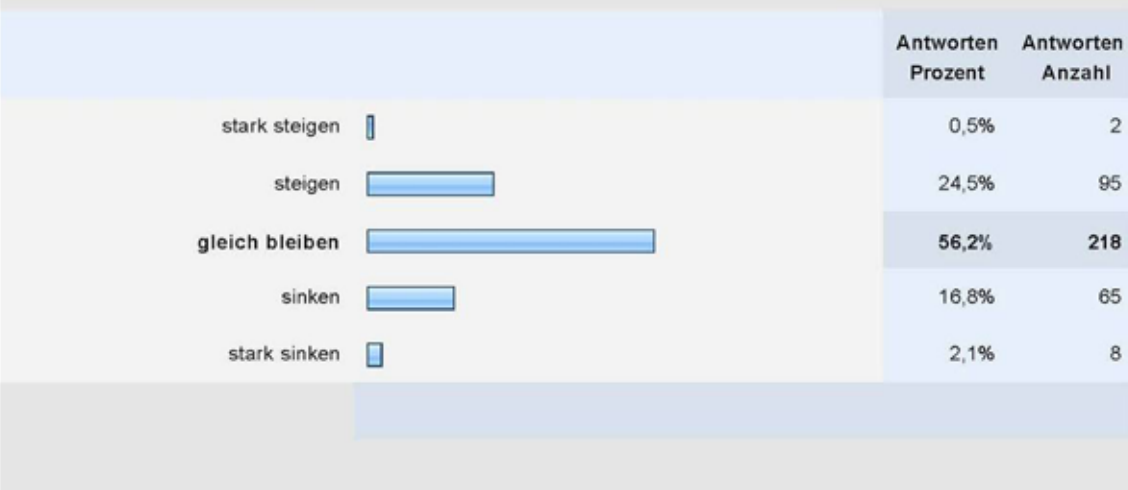 Antworten Antworten
Prozent Anzahl
stark steigen 0,5% 2
steigen 24,5% 95
gleich bleiben 56,2% 218
sinken 16,8% 65
stark sinken 2,1% 8